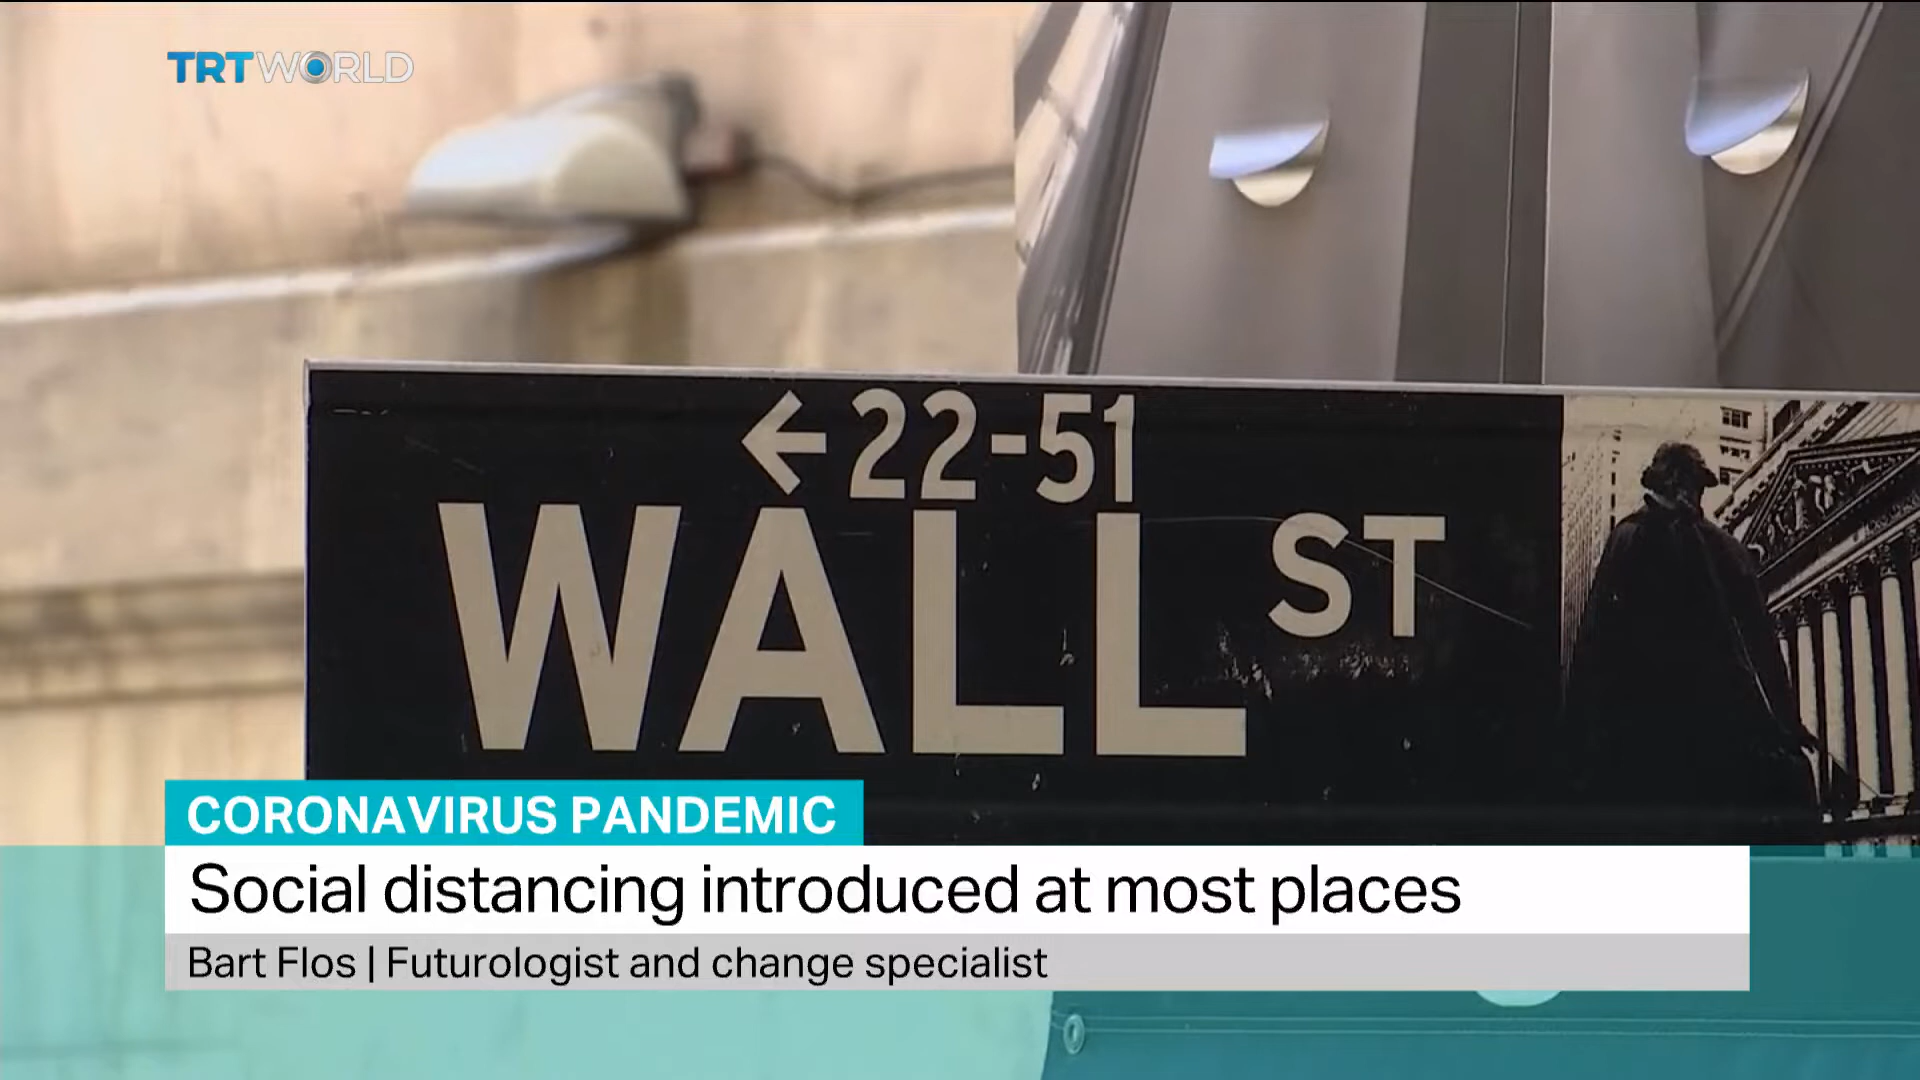 TRT WORLD
←22-51
WALL ST
CORONAVIRUS PANDEMIC
Social distancing introduced at most places
Bart Flos | Futurologist and change specialist